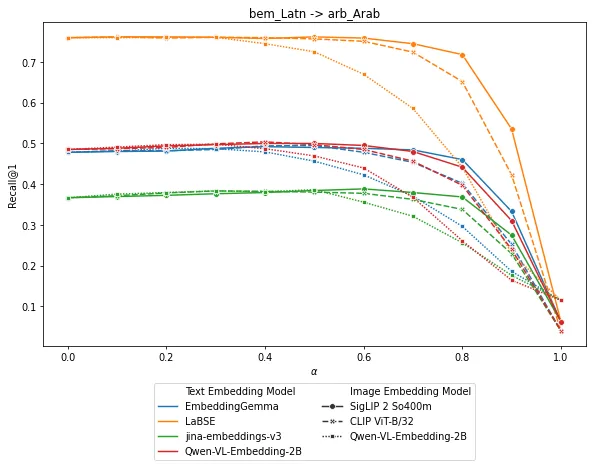 bem_Latn -> arb_Arab
0.7
0.6
0.5
0.4
0.3
0.2
0.1
Recall@1
0.0 0.2 0.4 0.6 0.8 1.0
α
Text Embedding Model Image Embedding Model
EmbeddingGemma SigLIP 2 So400m
LaBSE CLIP ViT-B/32
jina-embeddings-v3 Qwen-VL-Embedding-2B
Qwen-VL-Embedding-2B